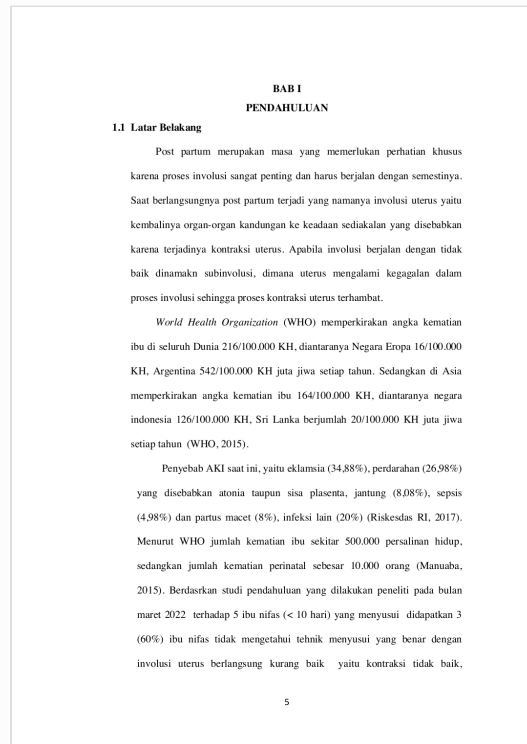 BAB I
PENDAHULUAN
1.1 Latar Belakang
Post partum merupakan masa yang memerlukan perhatian khusus
karena proses involusi sangat penting dan harus berjalan dengan semestinya.
Saat berlangsungnya post partum terjadi yang namanya involusi uterus yaitu
kembalinya organ-organ kandungan ke keadaan sediakalan yang disebabkan
karena terjadinya kontraksi uterus. Apabila involusi berjalan dengan tidak
baik dinamakn subinvolusi, dimana uterus mengalami kegagalan dalam
proses involusi sehingga proses kontraksi uterus terhambat.
World Health Organization (WHO) memperkirakan angka kematian
ibu di seluruh Dunia 216/100.000 KH, diantaranya Negara Eropa 16/100.000
KH, Argentina 542/100.000 KH juta jiwa setiap tahun. Sedangkan di Asia
memperkirakan angka kematian ibu 164/100.000 KH, diantaranya negara
indonesia 126/100.000 KH, Sri Lanka berjumlah 20/100.000 KH juta jiwa
setiap tahun (WHO, 2015).
Penyebab AKI saat ini, yaitu eklamsia (34,88%), perdarahan (26,98%)
yang disebabkan atonia taupun sisa plasenta, jantung (8,08%), sepsis
(4,98%) dan partus macet (8%), infeksi lain (20%) (Riskesdas RI, 2017).
Menurut WHO jumlah kematian ibu sekitar 500.000 persalinan hidup,
sedangkan jumlah kematian perinatal sebesar 10.000 orang (Manuaba,
2015). Berdasrkan studi pendahuluan yang dilakukan peneliti pada bulan
maret 2022 terhadap 5 ibu nifas (< 10 hari) yang menyusui didapatkan 3
(60%) ibu nifas tidak mengetahui tehnik menyusui yang benar dengan
involusi uterus berlangsung kurang baik yaitu kontraksi tidak baik,
5